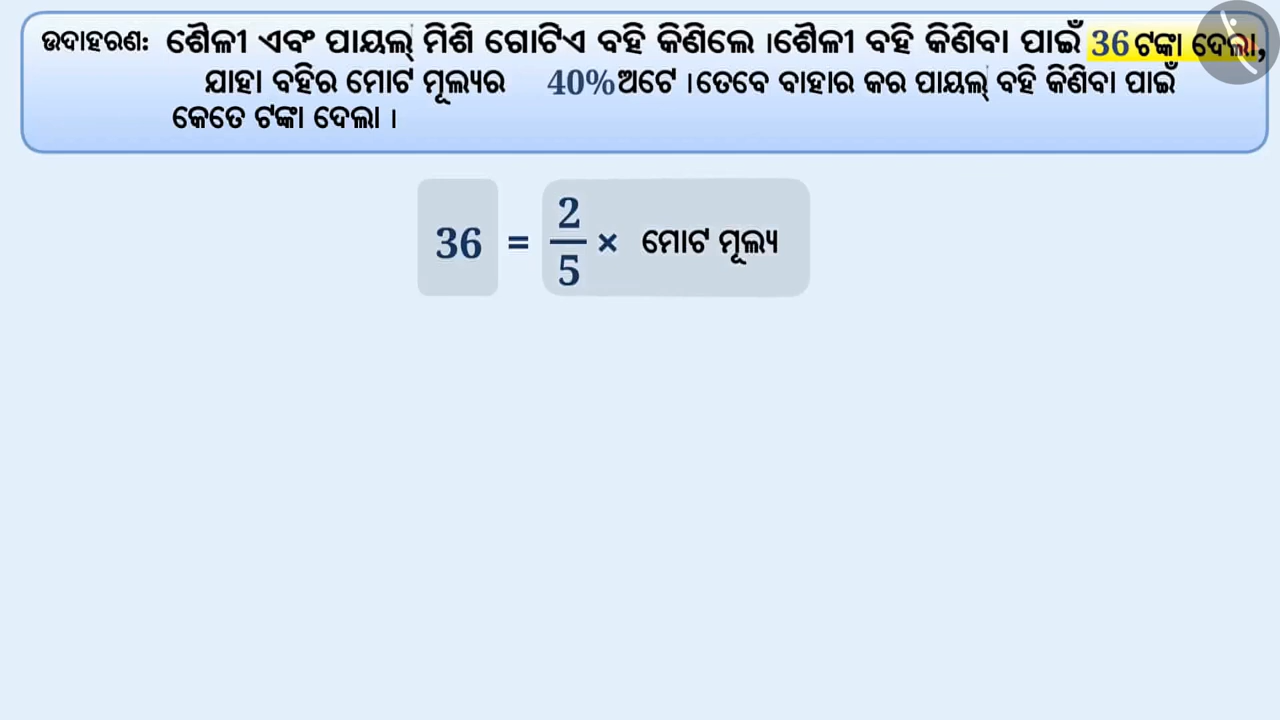 ଉଦାହରଣ: ଶୈଳୀ ଏବଂ ପାୟଲ୍ ମିଶି ଗୋଟିଏ ବହି କିଣିଲେ ।ଶୈଳୀ ବହି କିଣିବା ପାଇଁ 36 ଟଙ୍କା ଦେଲା,
ଯାହା ବହିର ମୋଟ ମୂଲ୍ୟର 40% ଅଟେ । ତେବେ ବାହାର କର ପାୟଲ୍ ବହି କିଣିବା ପାଇଁ
କେତେ ଟଙ୍କା ଦେଲା ।
36 = 2/5 × ମୋଟ ମୂଲ୍ୟ